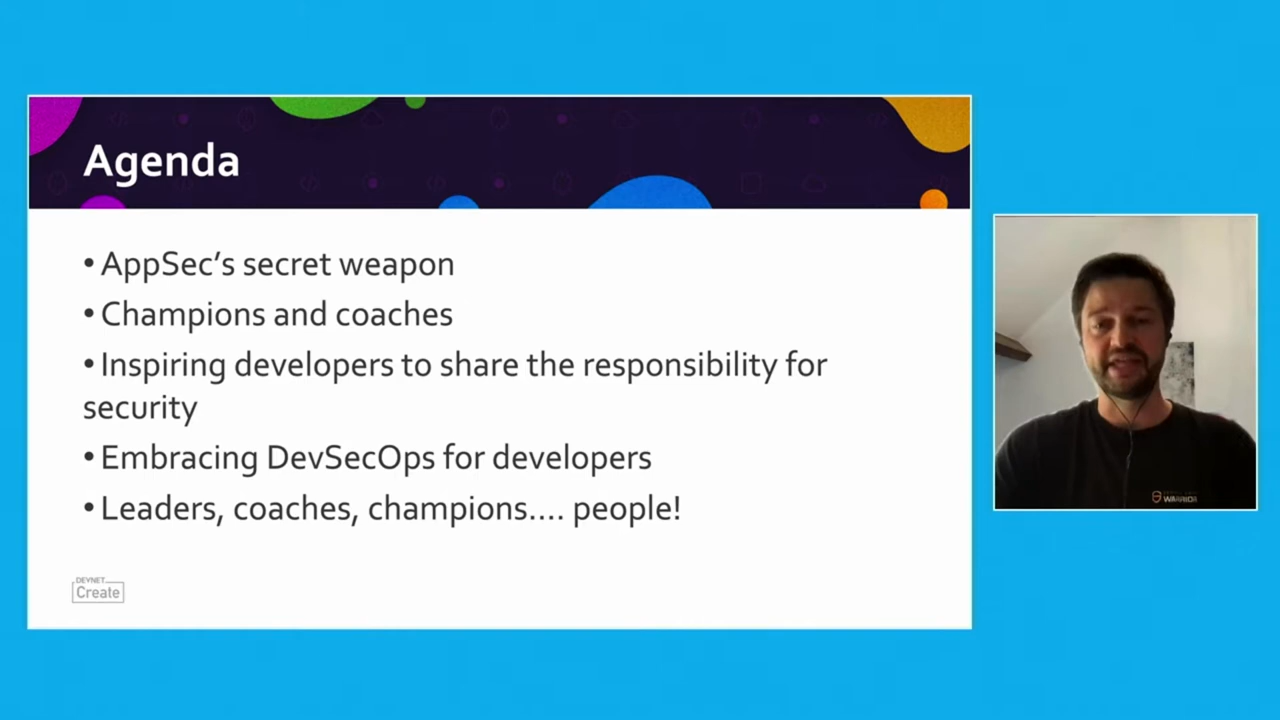 Agenda
• AppSec’s secret weapon
• Champions and coaches
• Inspiring developers to share the responsibility for
security
• Embracing DevSecOps for developers
• Leaders, coaches, champions.... people!
DEVNET
Create
WARRIOR